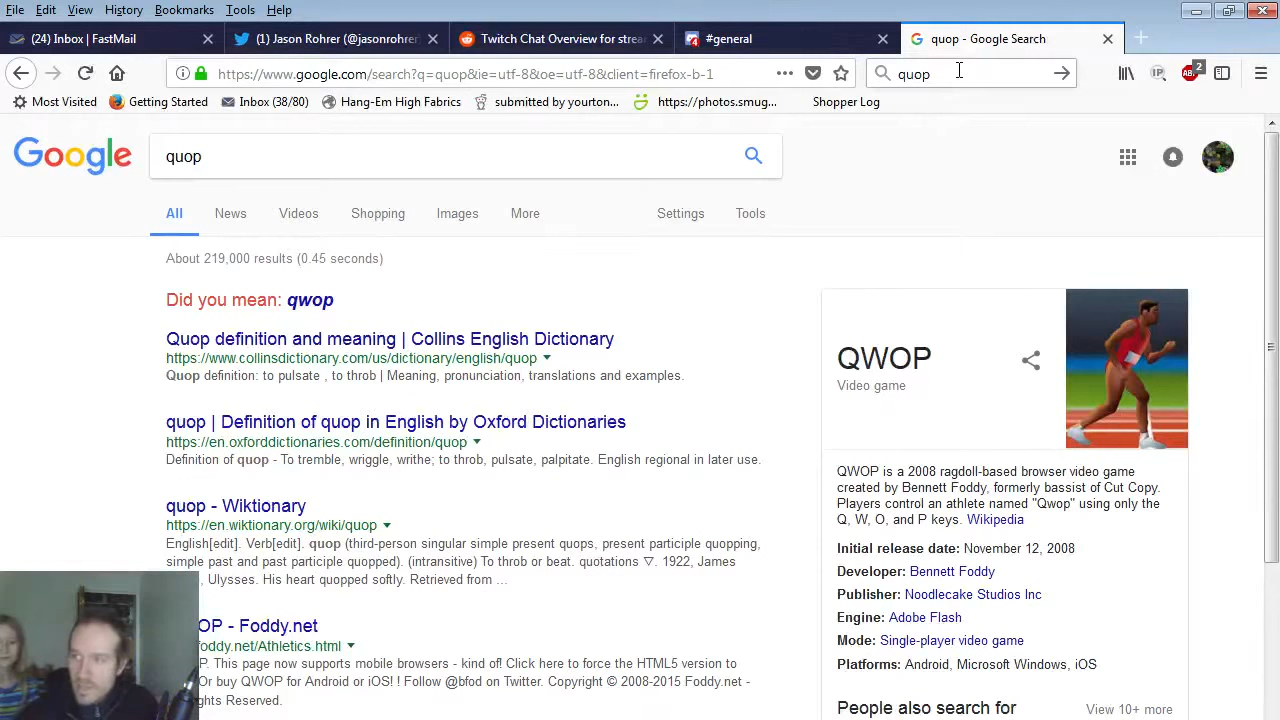 File Edit View History Bookmarks Tools Help
(24) Inbox | FastMail
(1) Jason Rohrer (@jasonrohrer
Twitch Chat Overview for strea
#general
quop - Google Search
https://www.google.com/search?q=quop&ie=utf-8&oe=utf-8&client=firefox-b-1
quop
IP
2
Most Visited
Getting Started
Inbox (38/80)
Hang-Em High Fabrics
submitted by yourton...
https://photos.smug...
Shopper Log
Google
quop
All News Videos Shopping Images More Settings Tools
About 219,000 results (0.45 seconds)
Did you mean: qwop
Quop definition and meaning | Collins English Dictionary
https://www.collinsdictionary.com/us/dictionary/english/quop
Quop definition: to pulsate , to throb | Meaning, pronunciation, translations and examples.
quop | Definition of quop in English by Oxford Dictionaries
https://en.oxforddictionaries.com/definition/quop
Definition of quop - To tremble, wriggle, writhe; to throb, pulsate, palpitate. English regional in later use.
quop - Wiktionary
https://en.wiktionary.org/wiki/quop
English[edit]. Verb[edit]. quop (third-person singular simple present quops, present participle quopping,
simple past and past participle quopped). (intransitive) To throb or beat. quotations ▽. 1922, James
, Ulysses. His heart quopped softly. Retrieved from ...
OP - Foddy.net
foddy.net/Athletics.html
P. This page now supports mobile browsers - kind of! Click here to force the HTML5 version to
Or buy QWOP for Android or iOS! ! Follow @bfod on Twitter. Copyright © 2008-2015 Foddy.net -
ghts Reserved.
QWOP
Video game
QWOP is a 2008 ragdoll-based browser video game
created by Bennett Foddy, formerly bassist of Cut Copy.
Players control an athlete named "Qwop" using only the
Q, W, O, and P keys. Wikipedia
Initial release date: November 12, 2008
Developer: Bennett Foddy
Publisher: Noodlecake Studios Inc
Engine: Adobe Flash
Mode: Single-player video game
Platforms: Android, Microsoft Windows, iOS
People also search for
View 10+ more